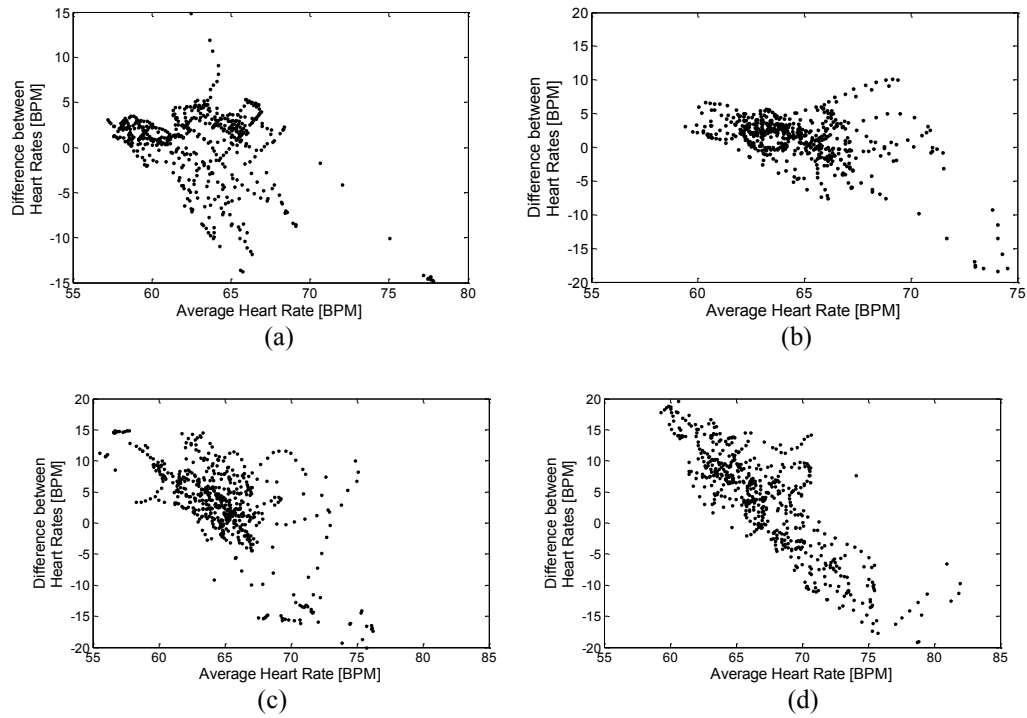 15
10
5
0
-5
-10
-15
55 60 65 70 75 80
Difference between
Heart Rates [BPM]
Average Heart Rate [BPM]
(a)
20
15
10
5
0
-5
-10
-15
-20
55 60 65 70 75
Difference between
Heart Rates [BPM]
Average Heart Rate [BPM]
(b)
20
15
10
5
0
-5
-10
-15
-20
55 60 65 70 75 80 85
Difference between
Heart Rates [BPM]
Average Heart Rate [BPM]
(c)
20
15
10
5
0
-5
-10
-15
-20
55 60 65 70 75 80 85
Difference between
Heart Rates [BPM]
Average Heart Rate [BPM]
(d)